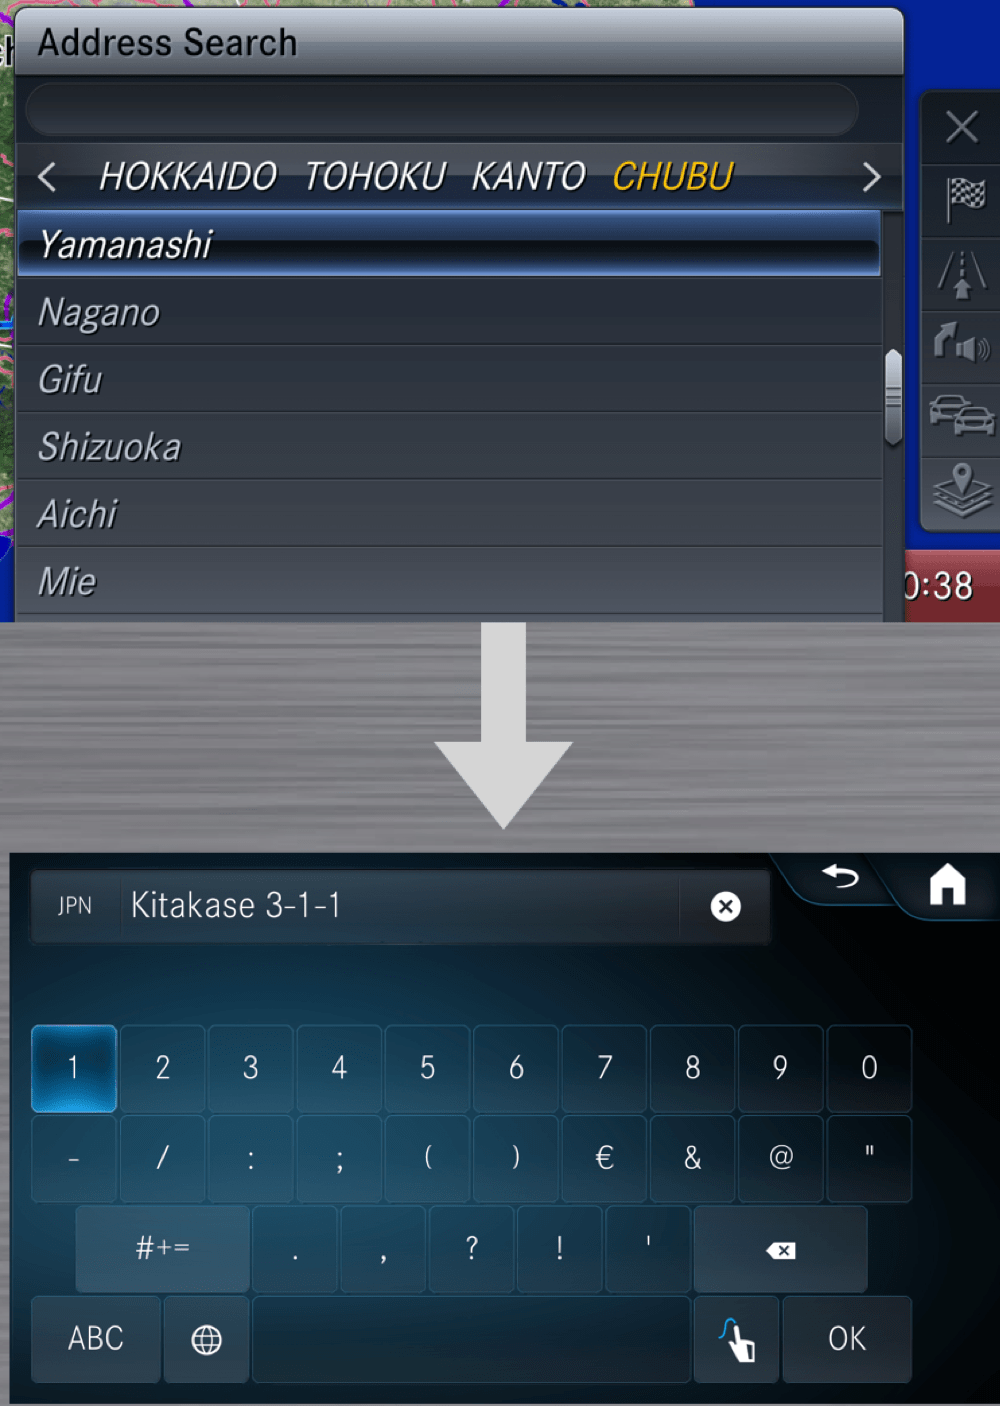 Address Search
HOKKAIDO TOHOKU KANTO CHUBU
Yamanashi
Nagano
Gifu
Shizuoka
Aichi
Mie
0:38
JPN Kitakase 3-1-1
1 2 3 4 5 6 7 8 9 0
- / : ; ( ) € & @ "
#+= . , ? ! '
ABC OK